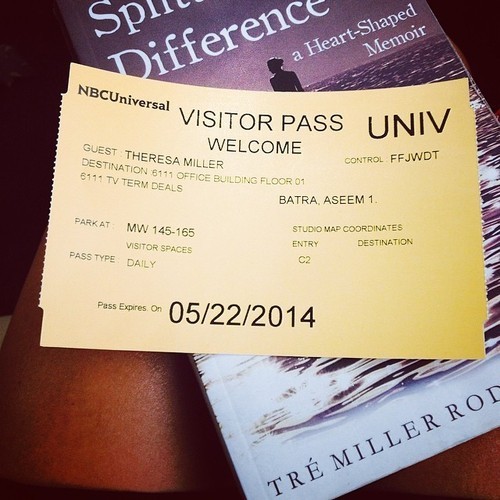 Split
Difference
a Heart-Shaped
Memoir
NBCUniversal
VISITOR PASS
UNIV
WELCOME
GUEST : THERESA MILLER
CONTROL : FFJWDT
DESTINATION :6111 OFFICE BUILDING FLOOR 01
6111 TV TERM DEALS
BATRA, ASEEM 1.
PARK AT : MW 145-165
STUDIO MAP COORDINATES
VISITOR SPACES
ENTRY DESTINATION
PASS TYPE DAILY
C2
Pass Expires: On 05/22/2014
TRÉ MILLER ROD